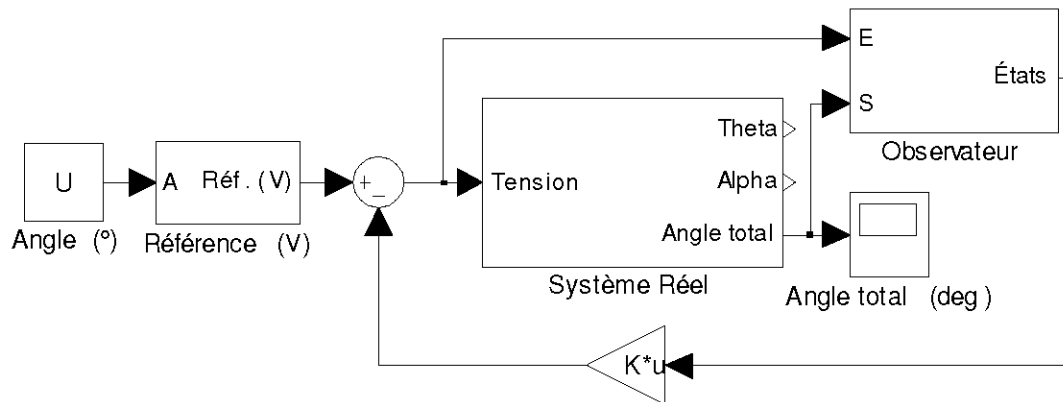 E
États
S
Observateur
Theta
Alpha
Tension
Angle total
Système Réel
U
Angle (°)
A Réf. (V)
Référence (V)
+
−
Angle total (deg)
K*u